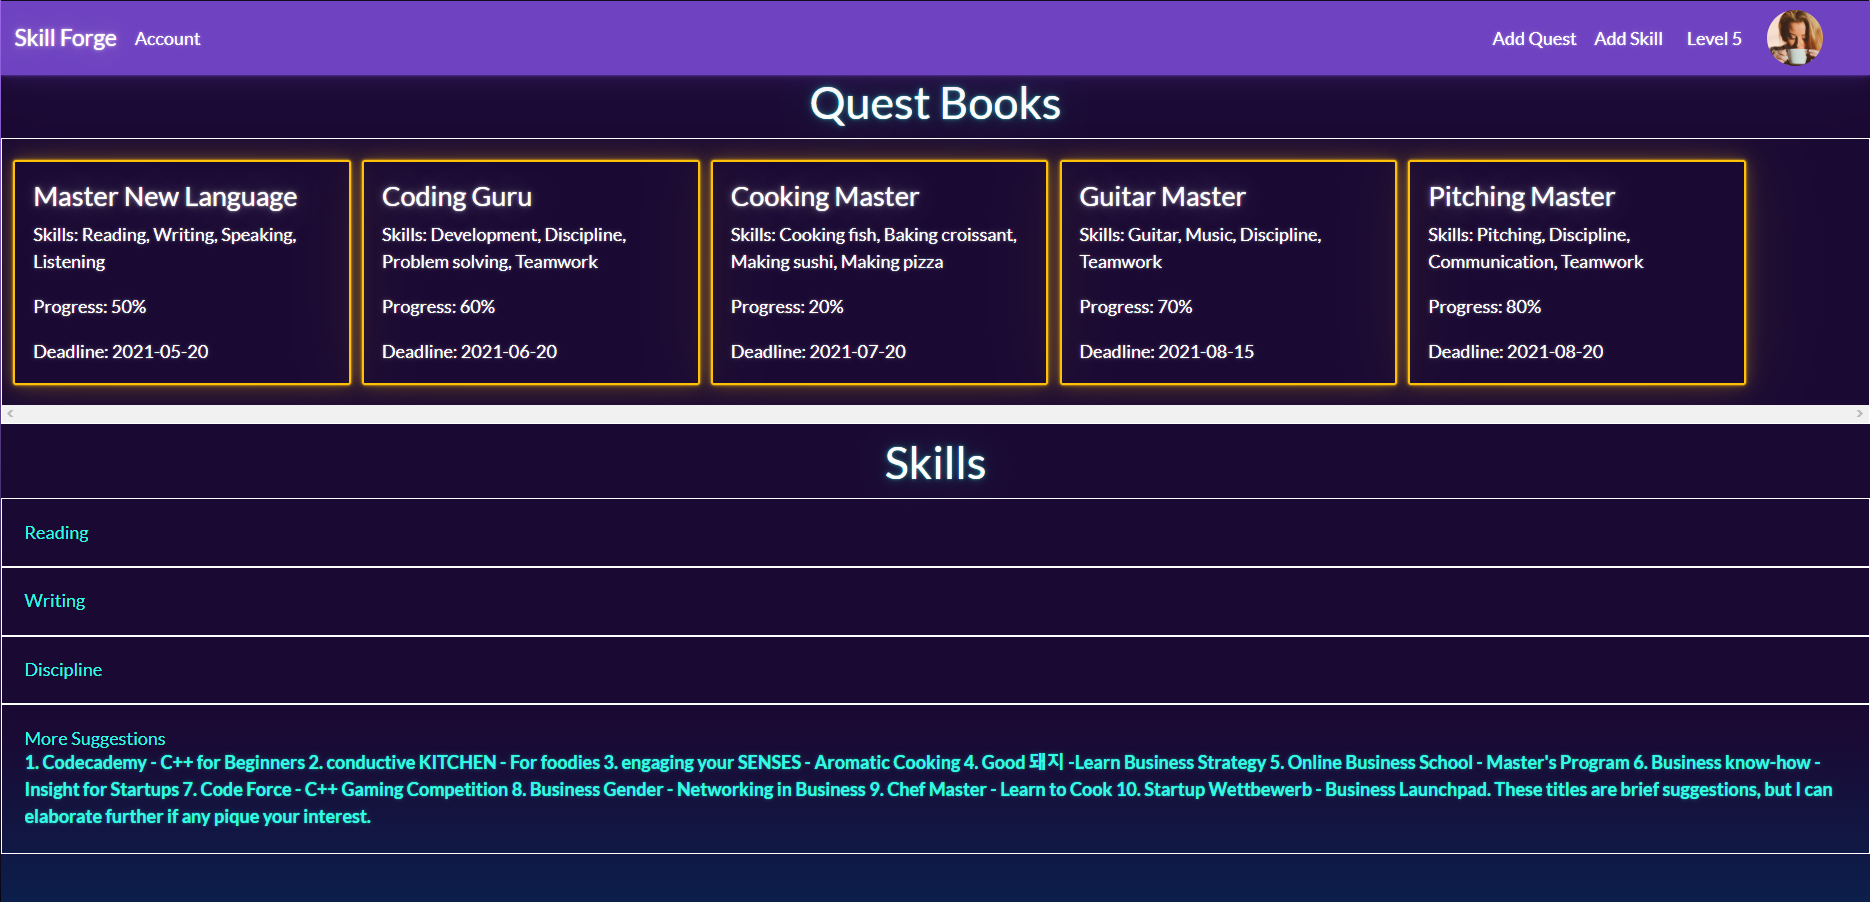 Skill Forge Account Add Quest Add Skill Level 5
Quest Books
Master New Language
Skills: Reading, Writing, Speaking,
Listening
Progress: 50%
Deadline: 2021-05-20
Coding Guru
Skills: Development, Discipline,
Problem solving, Teamwork
Progress: 60%
Deadline: 2021-06-20
Cooking Master
Skills: Cooking fish, Baking croissant,
Making sushi, Making pizza
Progress: 20%
Deadline: 2021-07-20
Guitar Master
Skills: Guitar, Music, Discipline,
Teamwork
Progress: 70%
Deadline: 2021-08-15
Pitching Master
Skills: Pitching, Discipline,
Communication, Teamwork
Progress: 80%
Deadline: 2021-08-20
Skills
Reading
Writing
Discipline
More Suggestions
1. Codecademy - C++ for Beginners 2. conductive KITCHEN - For foodies 3. engaging your SENSES - Aromatic Cooking 4. Good 돼지 -Learn Business Strategy 5. Online Business School - Master's Program 6. Business know-how -
Insight for Startups 7. Code Force - C++ Gaming Competition 8. Business Gender - Networking in Business 9. Chef Master - Learn to Cook 10. Startup Wettbewerb - Business Launchpad. These titles are brief suggestions, but I can
elaborate further if any pique your interest.